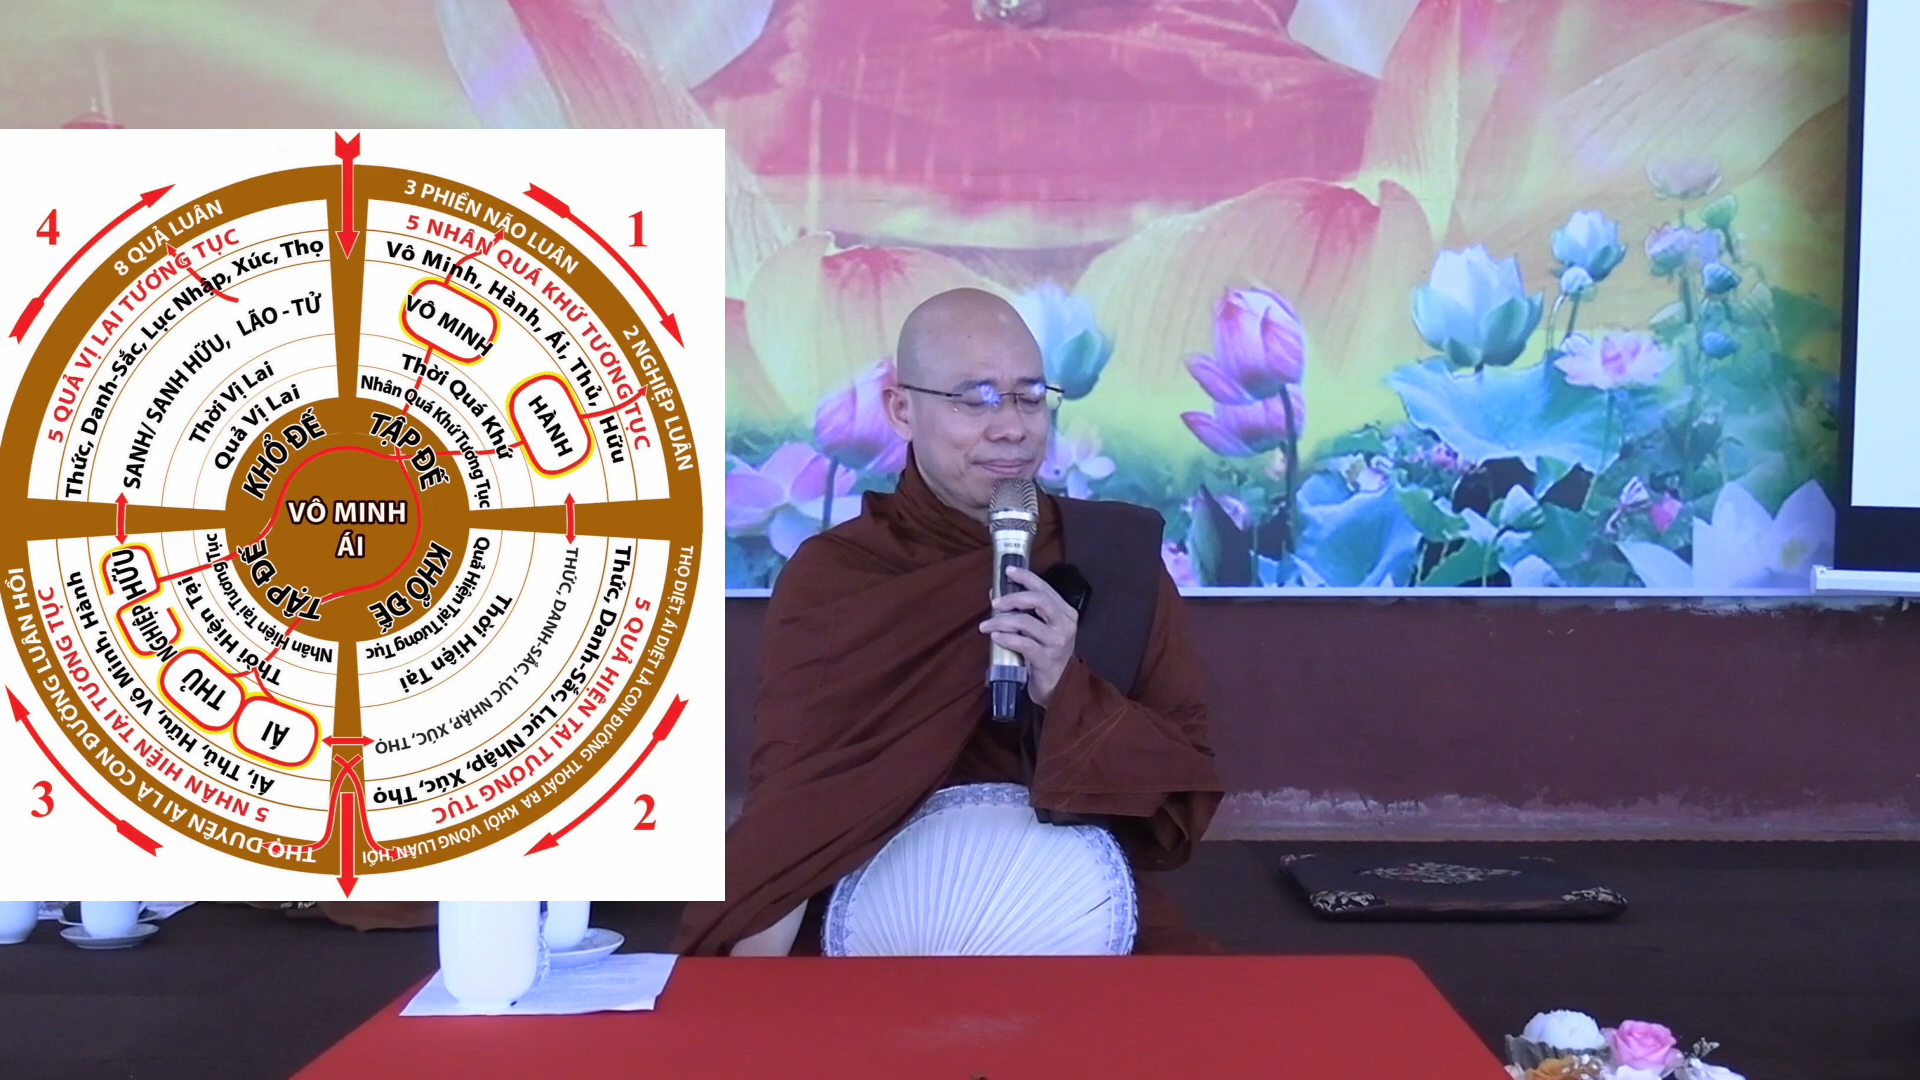 4
1
8 QUẢ LUÂN
5 QUẢ VỊ LAI TƯƠNG TỤC
Thức, Danh-Sắc, Lục Nhập, Xúc, Thọ
SANH/ SANH HỮU, LÃO - TỬ
Thời Vị Lai
Quả Vị Lai
KHỔ ĐẾ
3 PHIỀN NÃO LUÂN
2 NGHIỆP LUÂN
5 NHÂN QUÁ KHỨ TƯƠNG TỤC
Vô Minh, Hành, Ái, Thủ, Hữu
VÔ MINH
HÀNH
Thời Quá Khứ
Nhân Quá Khứ Tương Tục
TẬP ĐẾ
VÔ MINH
ÁI
KHỔ ĐẾ
Quả Hiện Tại Tương Tục
Thời Hiện Tại
THỨC, DANH-SẮC, LỤC NHẬP, XÚC, THỌ
Thức, Danh-Sắc, Lục Nhập, Xúc, Thọ
5 QUẢ HIỆN TẠI TƯƠNG TỤC
THỌ DIỆT, ÁI DIỆT LÀ CON ĐƯỜNG THOÁT RA KHỎI VÒNG LUÂN HỒI
2
TẬP ĐẾ
Nhân Hiện Tại Tương Tục
Thời Hiện Tại
ÁI
THỦ
NGHIỆP HỮU
Ái, Thủ, Hữu, Vô Minh, Hành
5 NHÂN HIỆN TẠI TƯƠNG TỤC
THỌ DUYÊN ÁI LÀ CON ĐƯỜNG LUÂN HỒI
3